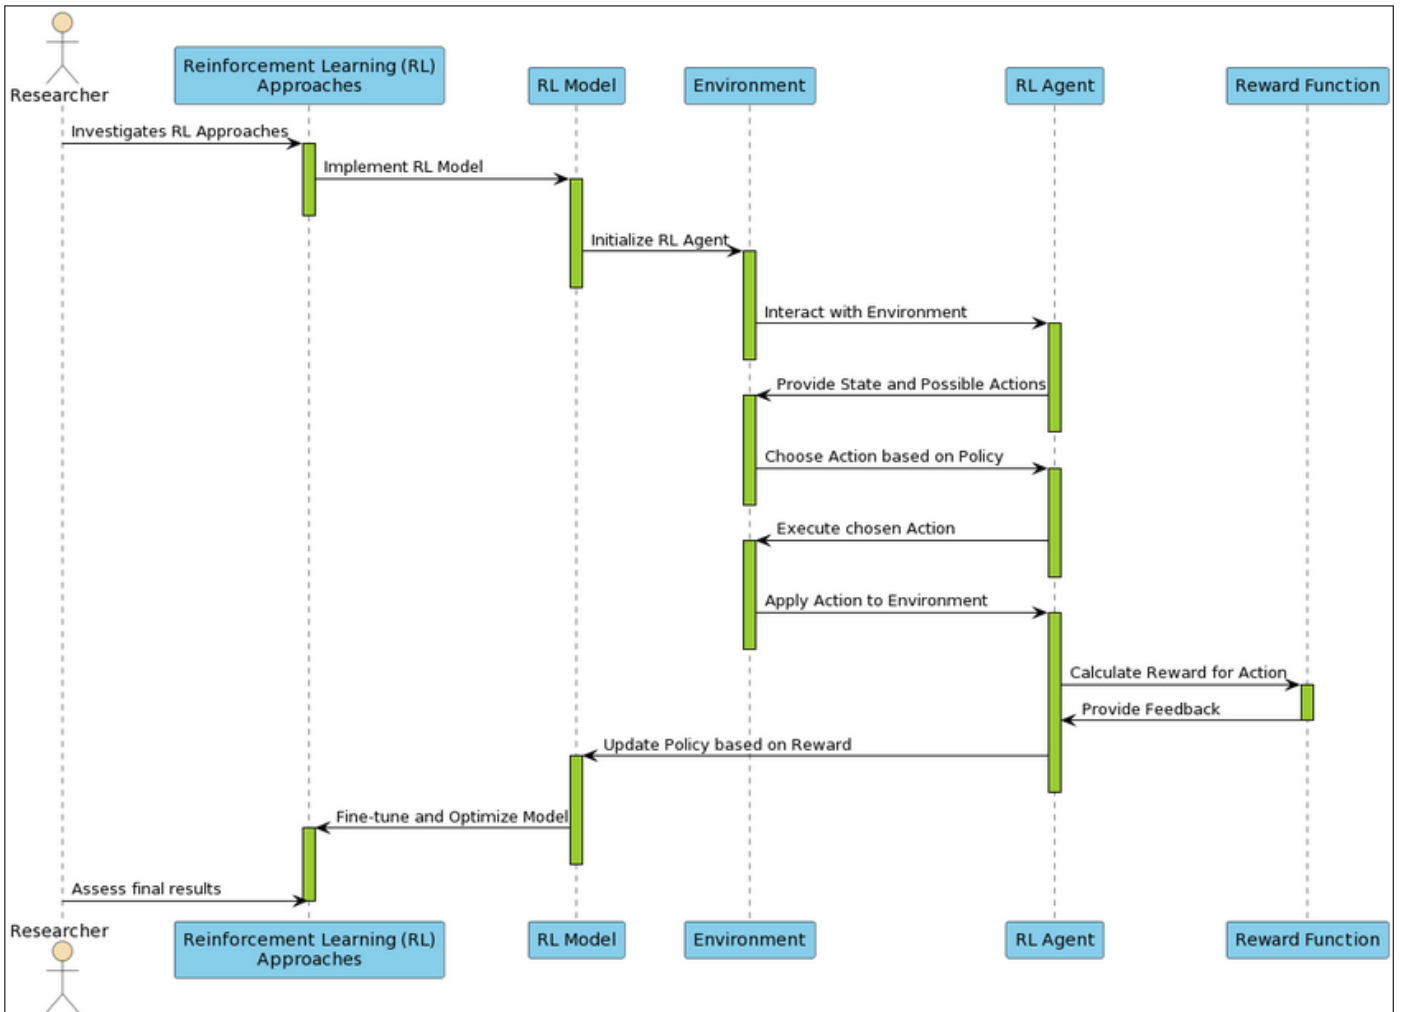 Researcher
Reinforcement Learning (RL)
Approaches
RL Model
Environment
RL Agent
Reward Function
Investigates RL Approaches
Implement RL Model
Initialize RL Agent
Interact with Environment
Provide State and Possible Actions
Choose Action based on Policy
Execute chosen Action
Apply Action to Environment
Calculate Reward for Action
Provide Feedback
Update Policy based on Reward
Fine-tune and Optimize Model
Assess final results
Researcher
Reinforcement Learning (RL)
Approaches
RL Model
Environment
RL Agent
Reward Function